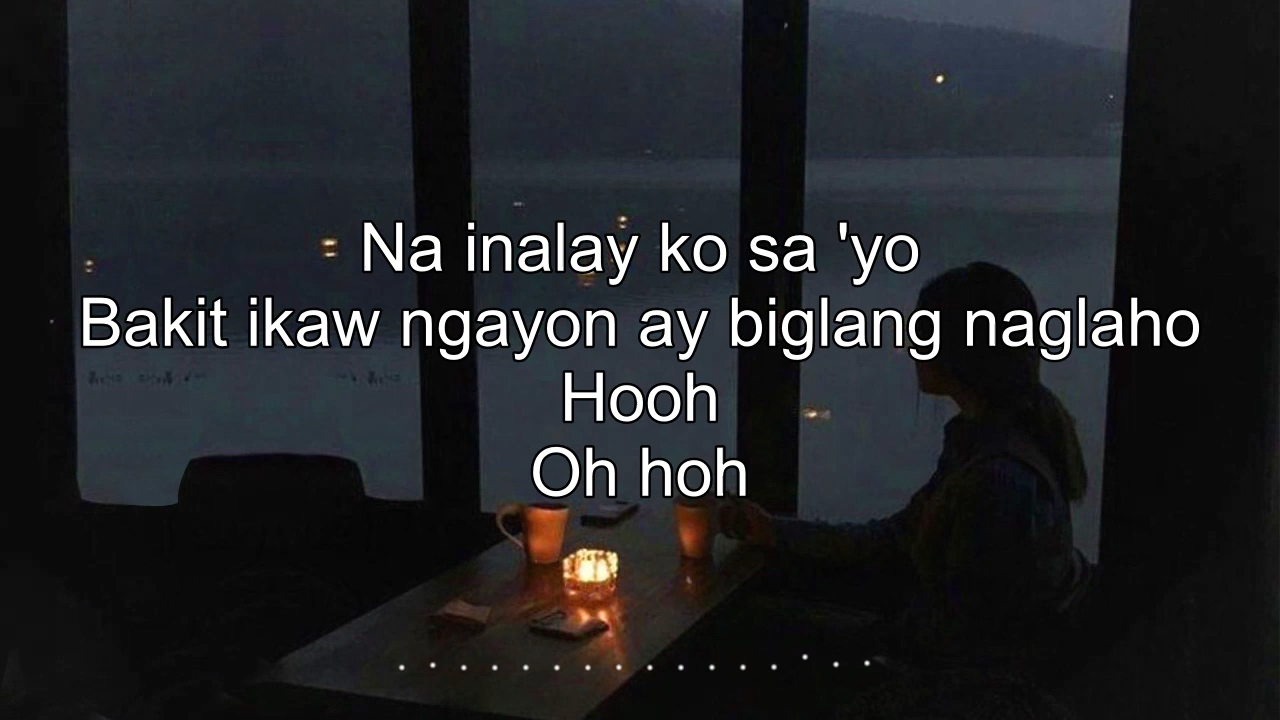 Na inalay ko sa 'yo
Bakit ikaw ngayon ay biglang naglaho
Hooh
Oh hoh